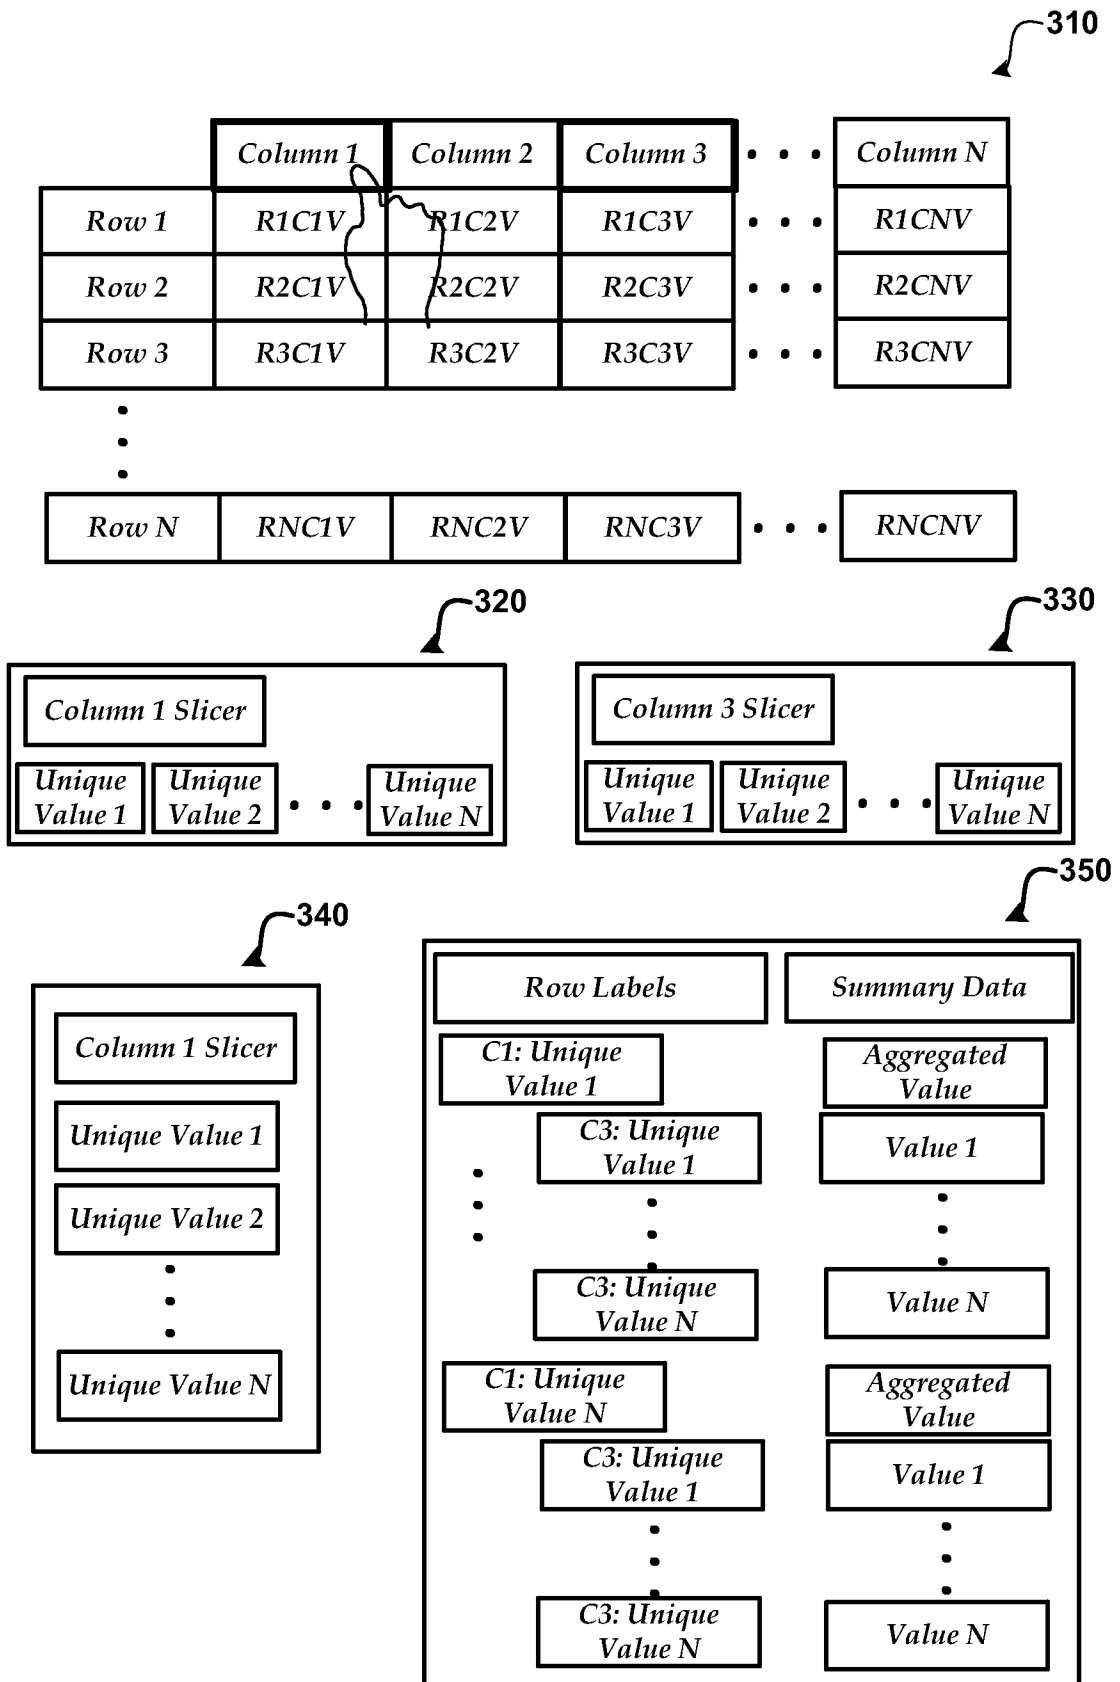 310
Column 1 Column 2 Column 3 Column N
Row 1 R1C1V R1C2V R1C3V R1CNV
Row 2 R2C1V R2C2V R2C3V R2CNV
Row 3 R3C1V R3C2V R3C3V R3CNV
Row N RNC1V RNC2V RNC3V RNCNV
320
Column 1 Slicer
Unique Value 1
Unique Value 2
Unique Value N
330
Column 3 Slicer
Unique Value 1
Unique Value 2
Unique Value N
340
Column 1 Slicer
Unique Value 1
Unique Value 2
Unique Value N
350
Row Labels Summary Data
C1: Unique Aggregated
Value 1 Value
C3: Unique
Value 1 Value 1
C3: Unique
Value N Value N
C1: Unique Aggregated
Value N Value
C3: Unique
Value 1 Value 1
C3: Unique
Value N Value N